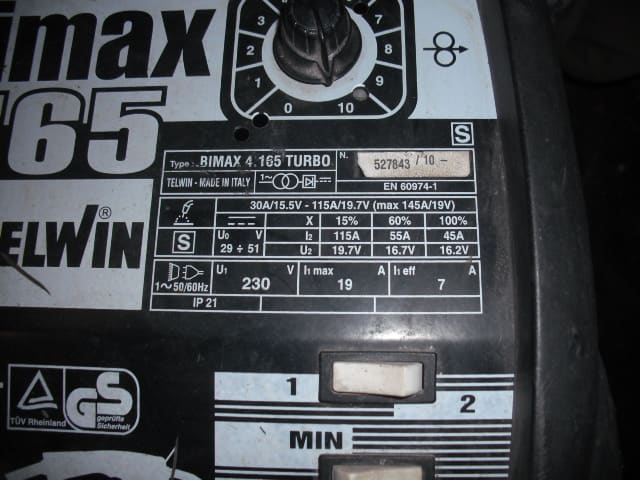 imax
165
3
2
1
0
10
9
8
7
S
Type: BIMAX 4.165 TURBO
N. 527843 / 10 -
TELWIN - MADE IN ITALY
1~
EN 60974-1
TELWIN®
30A/15.5V - 115A/19.7V (max 145A/19V)
X 15% 60% 100%
S U0 V I2 115A 55A 45A
29 ÷ 51 U2 19.7V 16.7V 16.2V
U1 V I1 max A I1 eff A
1~50/60Hz 230 19 7
IP 21
TÜV Rheinland
GS
geprüfte
Sicherheit
1
2
MIN